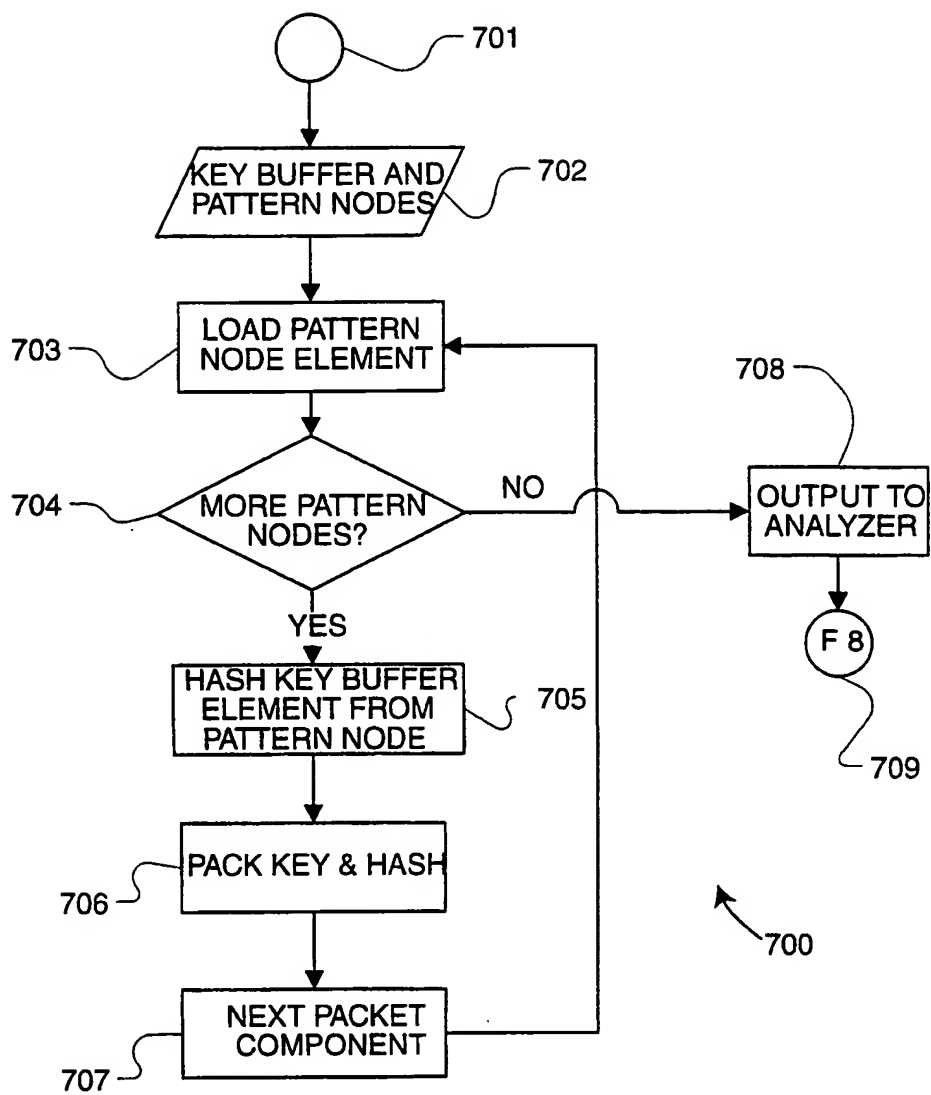 701
KEY BUFFER AND
PATTERN NODES
702
LOAD PATTERN
NODE ELEMENT
703
708
MORE PATTERN
NODES?
704
NO
OUTPUT TO
ANALYZER
YES
F 8
HASH KEY BUFFER
ELEMENT FROM
PATTERN NODE
705
709
PACK KEY & HASH
706
700
NEXT PACKET
COMPONENT
707